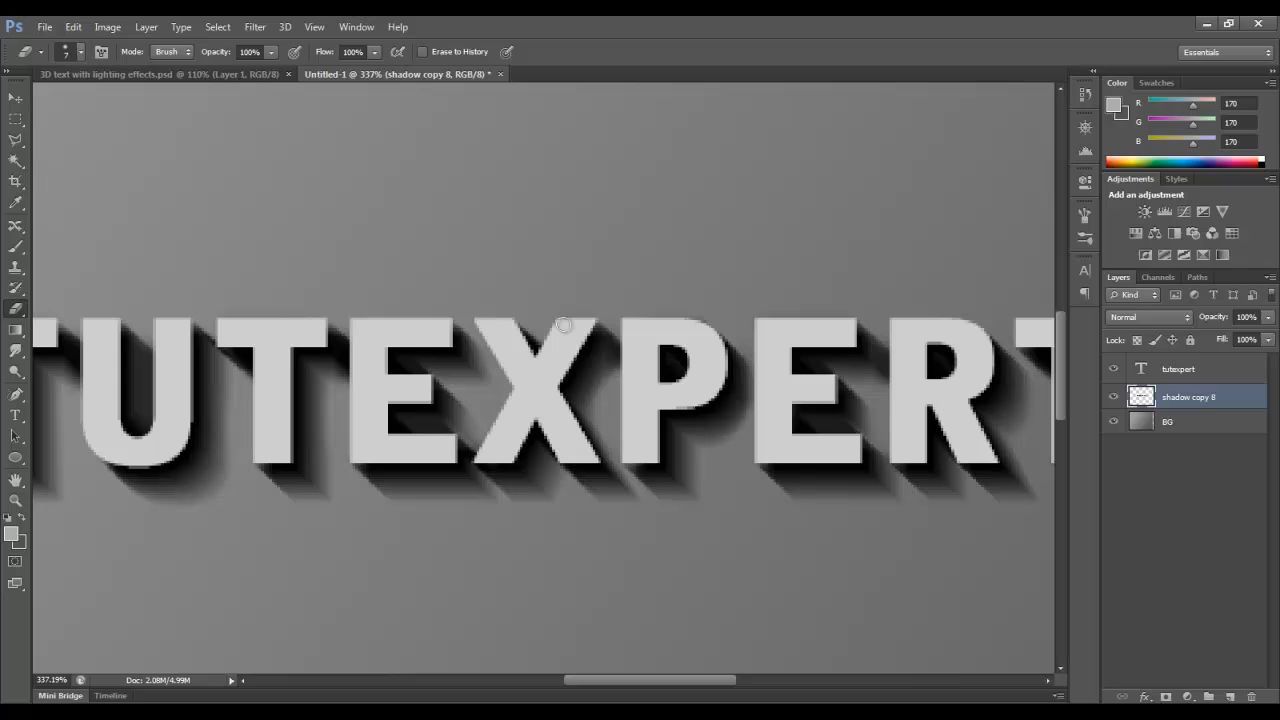 Ps File Edit Image Layer Type Select Filter 3D View Window Help
7 Mode: Brush Opacity: 100% Flow: 100% Erase to History Essentials
3D text with lighting effects.psd @ 110% (Layer 1, RGB/8) × Untitled-1 @ 337% (shadow copy 8, RGB/8) * ×
Color Swatches
R 170
G 170
B 170
Adjustments Styles
Add an adjustment
Layers Channels Paths
Kind
Normal Opacity: 100%
Lock: Fill: 100%
tutexpert
shadow copy 8
BG
TUTEXPERT
337.19% Doc: 2.08M/4.99M
Mini Bridge Timeline